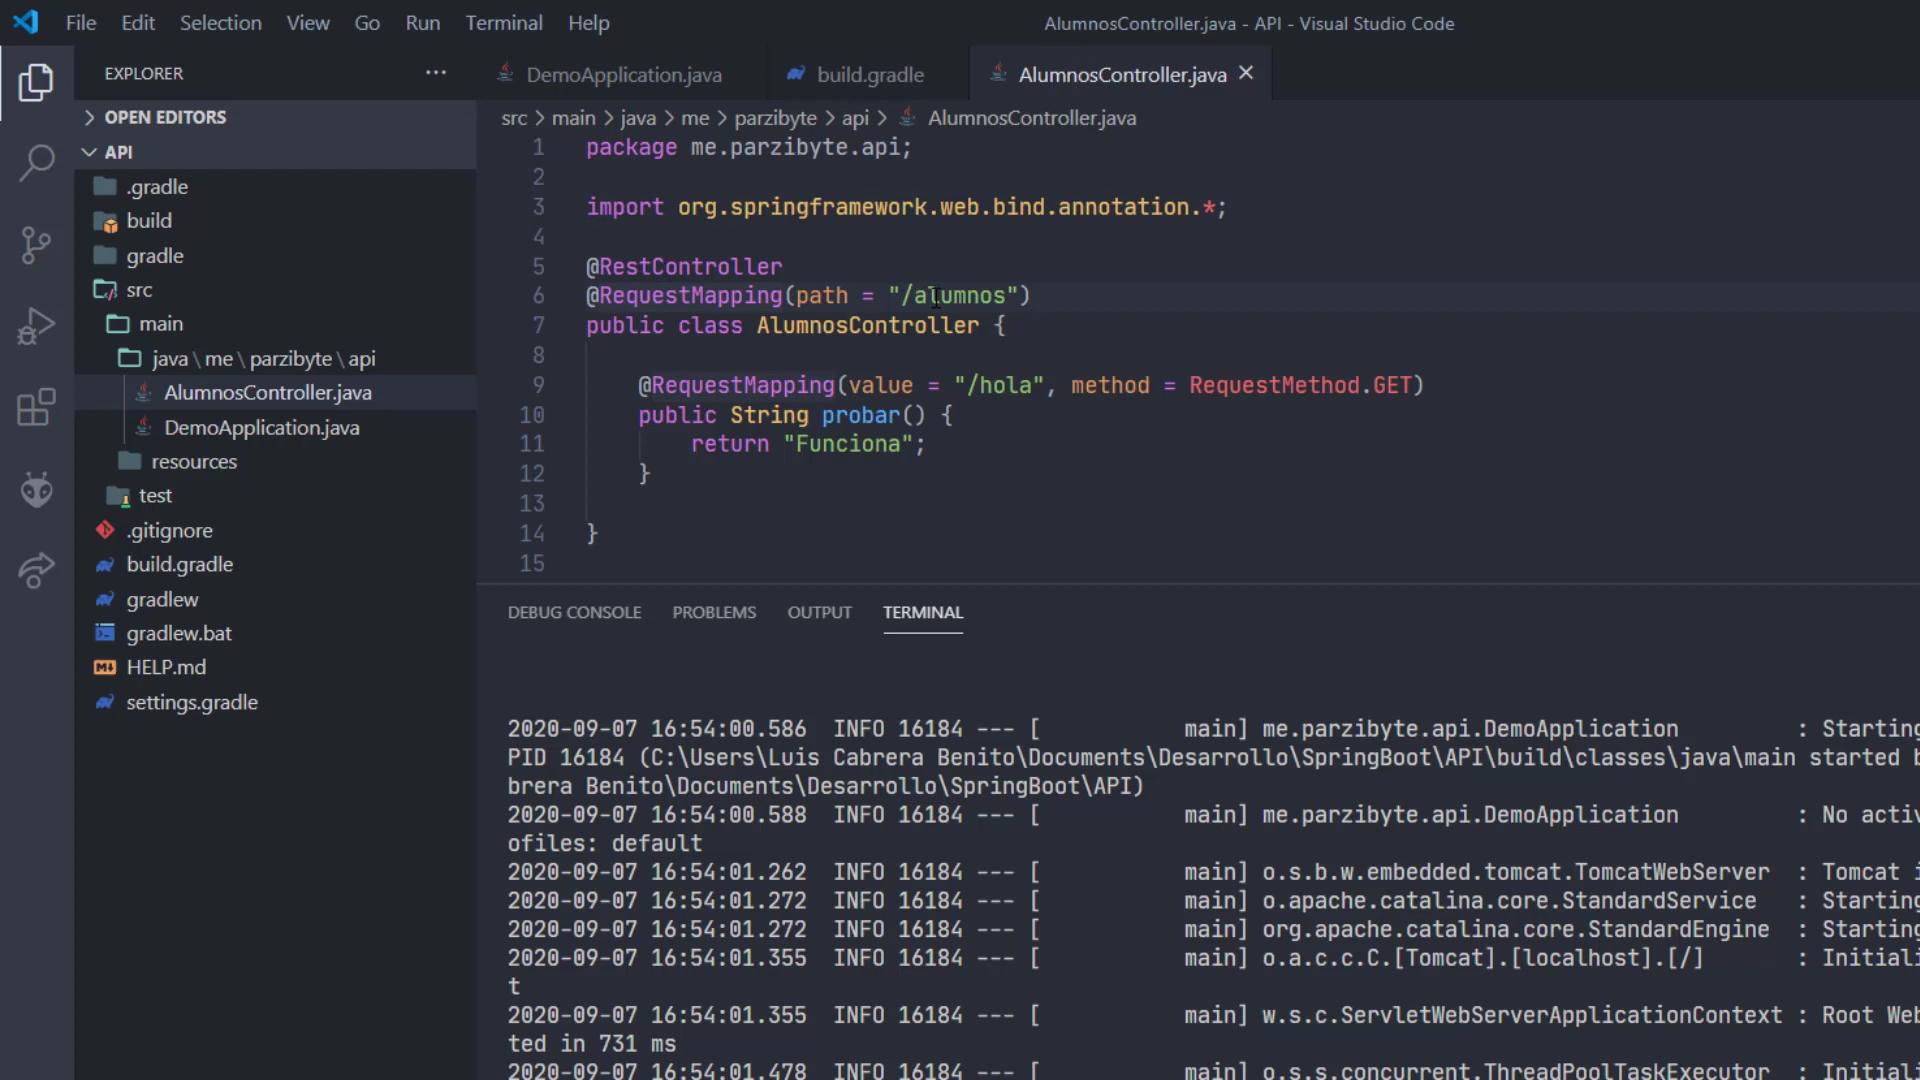 File Edit Selection View Go Run Terminal Help
AlumnosController.java - API - Visual Studio Code
EXPLORER
DemoApplication.java
build.gradle
AlumnosController.java
OPEN EDITORS
src > main > java > me > parzibyte > api > AlumnosController.java
API
.gradle
build
gradle
src
main
java\me\parzibyte\api
AlumnosController.java
DemoApplication.java
resources
test
.gitignore
build.gradle
gradlew
gradlew.bat
HELP.md
settings.gradle
1 package me.parzibyte.api;
2
3 import org.springframework.web.bind.annotation.*;
4
5 @RestController
6 @RequestMapping(path = "/alumnos")
7 public class AlumnosController {
8
9 @RequestMapping(value = "/hola", method = RequestMethod.GET)
10 public String probar() {
11 return "Funciona";
12 }
13
14 }
15
DEBUG CONSOLE PROBLEMS OUTPUT TERMINAL
2020-09-07 16:54:00.586 INFO 16184 --- [ main] me.parzibyte.api.DemoApplication : Starting
PID 16184 (C:\Users\Luis Cabrera Benito\Documents\Desarrollo\SpringBoot\API\build\classes\java\main started b
brera Benito\Documents\Desarrollo\SpringBoot\API)
2020-09-07 16:54:00.588 INFO 16184 --- [ main] me.parzibyte.api.DemoApplication : No activ
ofiles: default
2020-09-07 16:54:01.262 INFO 16184 --- [ main] o.s.b.w.embedded.tomcat.TomcatWebServer : Tomcat i
2020-09-07 16:54:01.272 INFO 16184 --- [ main] o.apache.catalina.core.StandardService : Starting
2020-09-07 16:54:01.272 INFO 16184 --- [ main] org.apache.catalina.core.StandardEngine : Starting
2020-09-07 16:54:01.355 INFO 16184 --- [ main] o.a.c.c.C.[Tomcat].[localhost].[/] : Initiali
t
2020-09-07 16:54:01.355 INFO 16184 --- [ main] w.s.c.ServletWebServerApplicationContext : Root Web
ted in 731 ms
2020-09-07 16:54:01.478 INFO 16184 --- [ main] o.s.s.concurrent.ThreadPoolTaskExecutor : Initiali